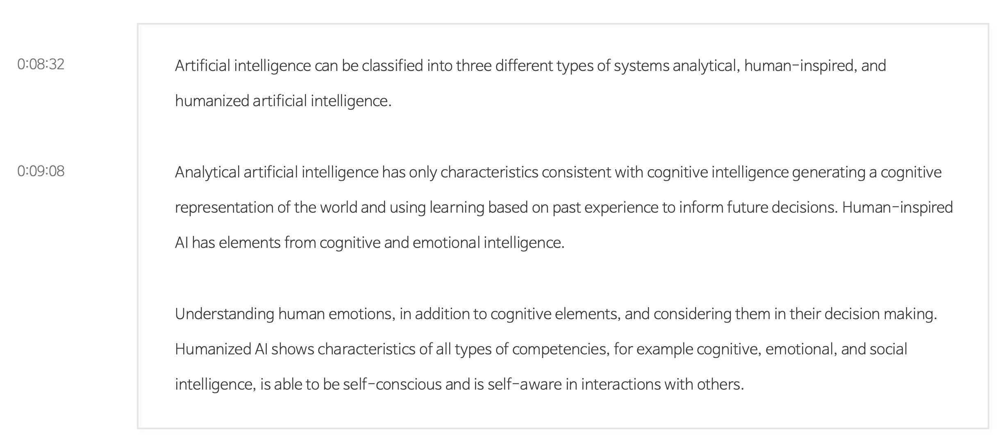 0:08:32
Artificial intelligence can be classified into three different types of systems analytical, human-inspired, and
humanized artificial intelligence.
0:09:08
Analytical artificial intelligence has only characteristics consistent with cognitive intelligence generating a cognitive
representation of the world and using learning based on past experience to inform future decisions. Human-inspired
AI has elements from cognitive and emotional intelligence.
Understanding human emotions, in addition to cognitive elements, and considering them in their decision making.
Humanized AI shows characteristics of all types of competencies, for example cognitive, emotional, and social
intelligence, is able to be self-conscious and is self-aware in interactions with others.